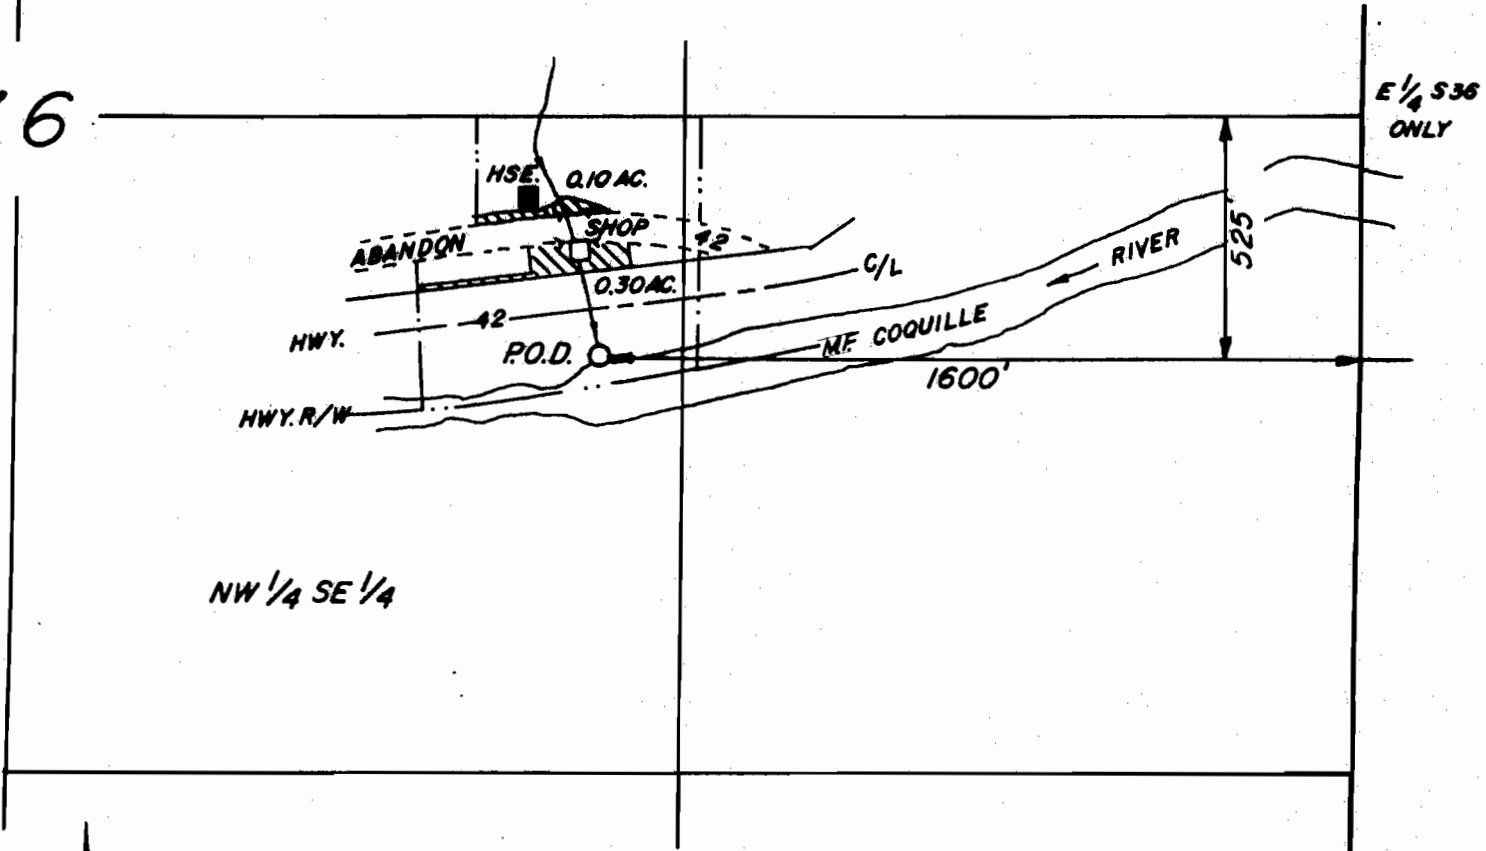 E 1/4 S36
ONLY
6
HSE.
0.10 AC.
SHOP
ABANDON
42
0.30 AC.
C/L
RIVER
525'
HWY.
42
M.F. COQUILLE
P.O.D.
1600'
HWY. R/W
NW 1/4 SE 1/4